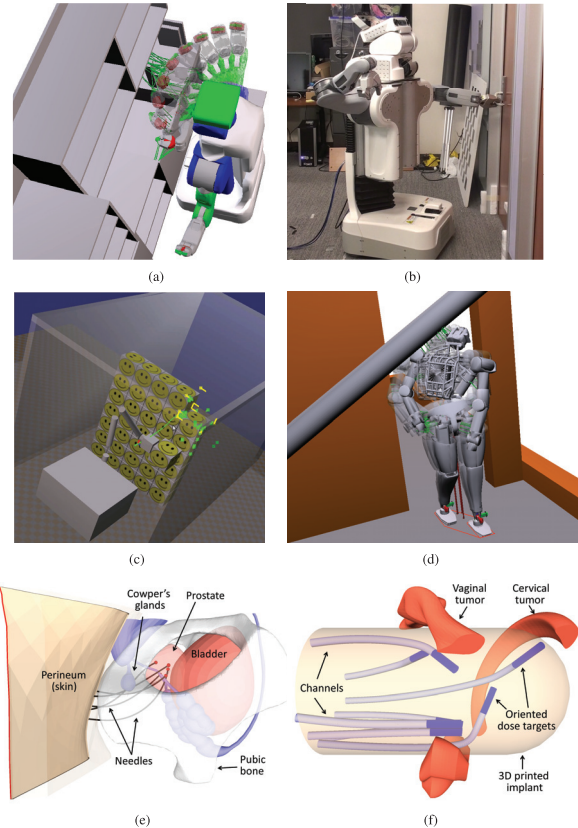 (a)
(b)
(c)
(d)
Cowper's
glands
Prostate
Bladder
Perineum
(skin)
Needles
Pubic
bone
(e)
Vaginal
tumor
Cervical
tumor
Channels
Oriented
dose targets
3D printed
implant
(f)